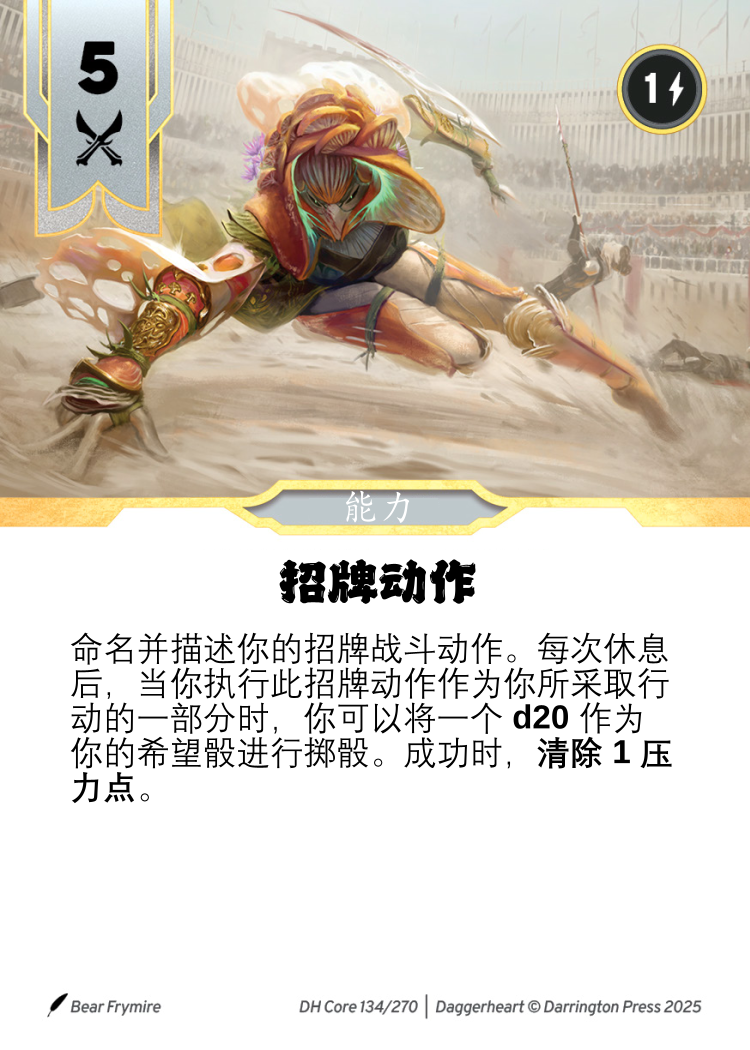 5
1
能力
招牌动作
命名并描述你的招牌战斗动作。每次休息
后，当你执行此招牌动作作为你所采取行
动的一部分时，你可以将一个 d20 作为
你的希望骰进行掷骰。成功时，清除 1 压
力点。
Bear Frymire
DH Core 134/270 | Daggerheart © Darrington Press 2025